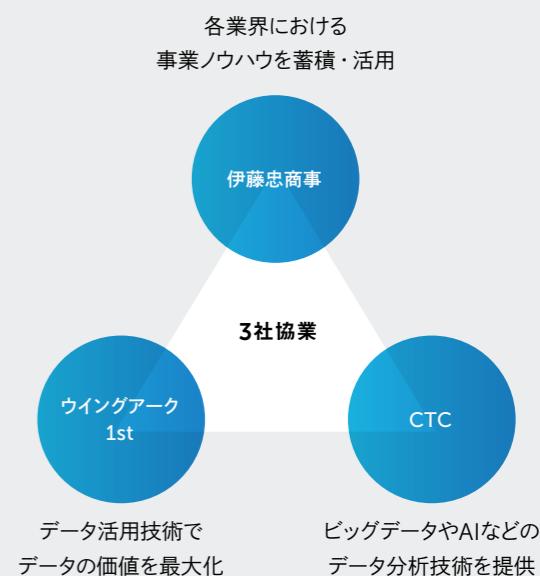 各業界における
事業ノウハウを蓄積・活用
伊藤忠商事
3社協業
ウイングアーク
1st
CTC
データ活用技術で
データの価値を最大化
ビッグデータやAIなどの
データ分析技術を提供